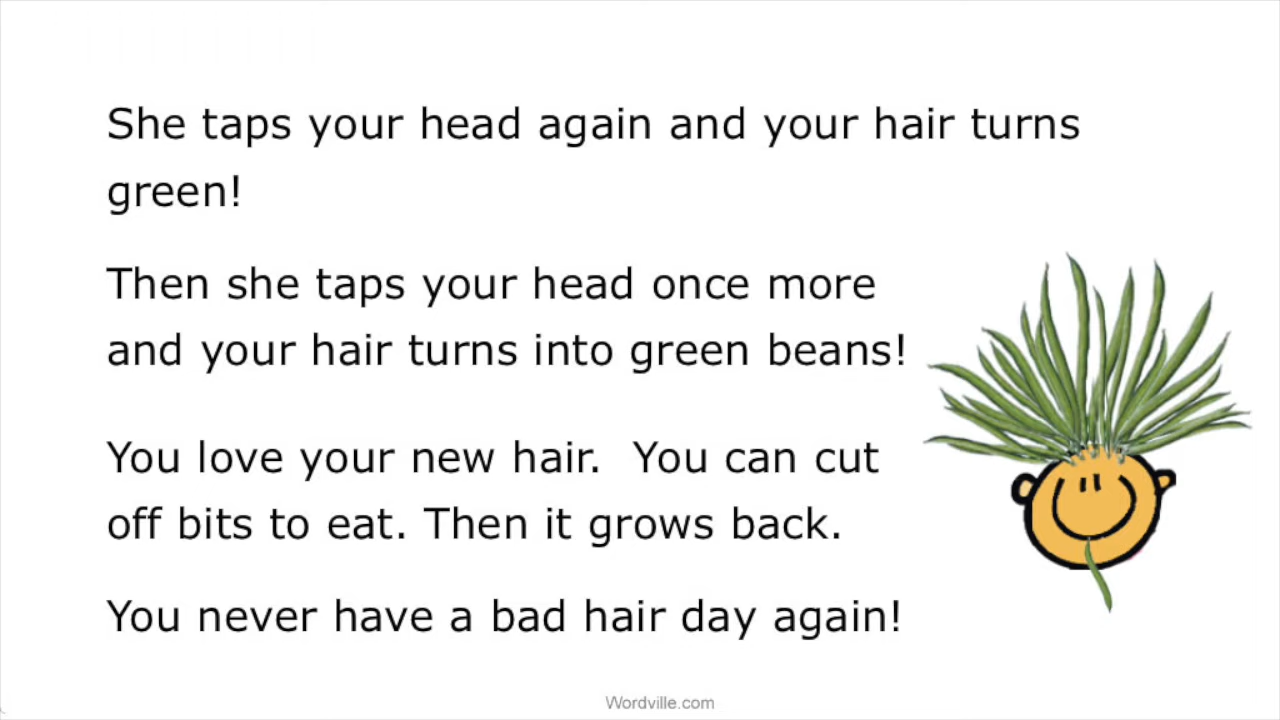 She taps your head again and your hair turns
green!
Then she taps your head once more
and your hair turns into green beans!
You love your new hair.  You can cut
off bits to eat. Then it grows back.
You never have a bad hair day again!
Wordville.com